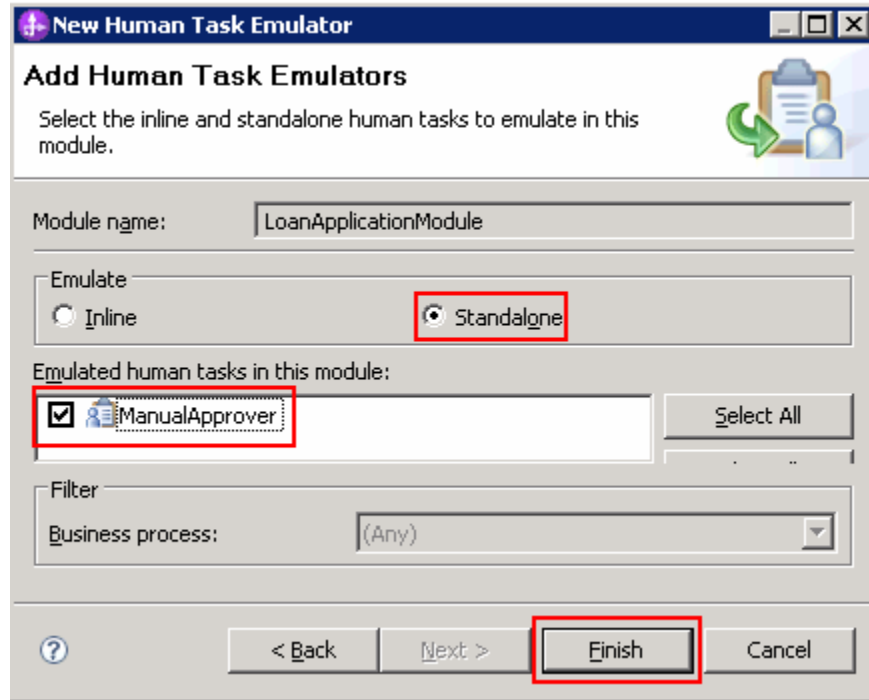 New Human Task Emulator
Add Human Task Emulators
Select the inline and standalone human tasks to emulate in this
module.
Module name: LoanApplicationModule
Emulate
Inline Standalone
Emulated human tasks in this module:
ManualApprover Select All
Filter
Business process: (Any)
? < Back Next > Finish Cancel